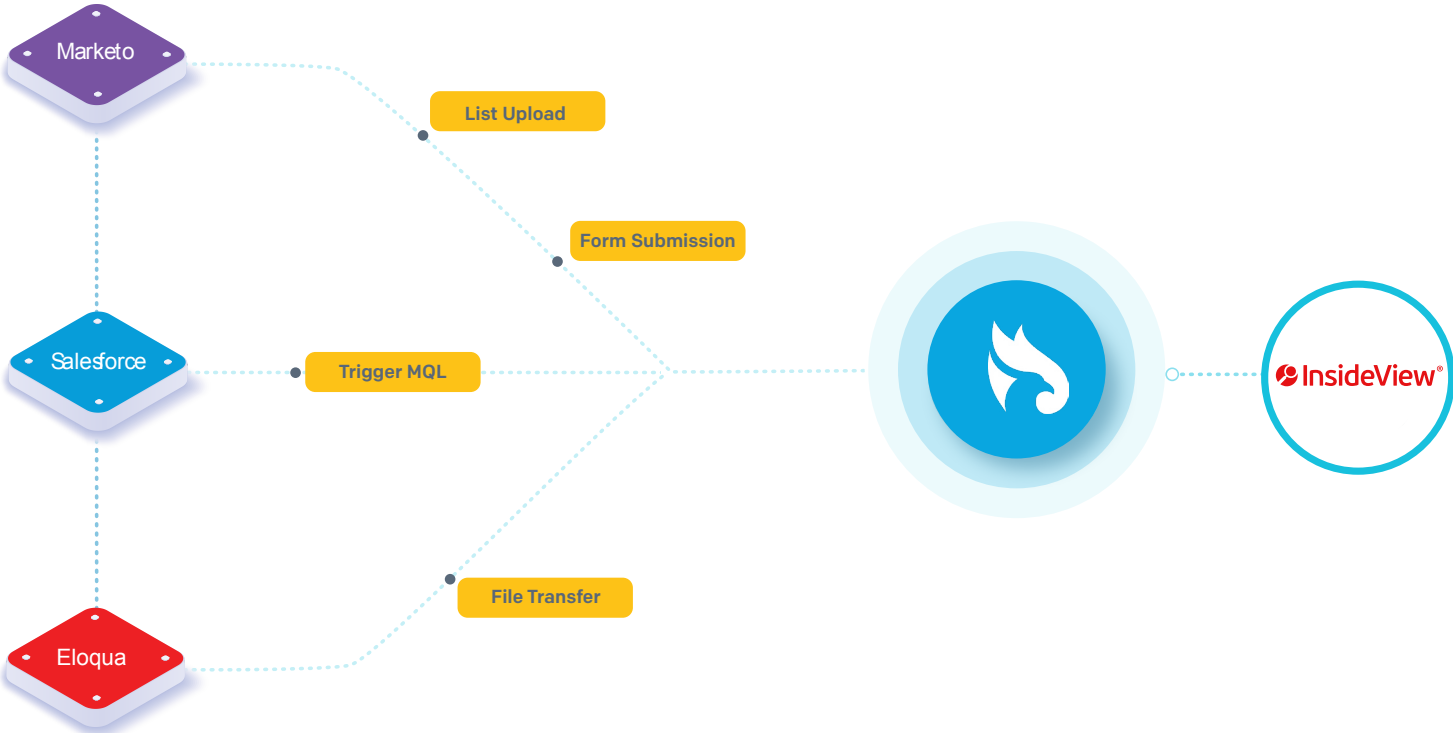 Marketo
List Upload
Form Submission
Salesforce
Trigger MQL
InsideView®
File Transfer
Eloqua